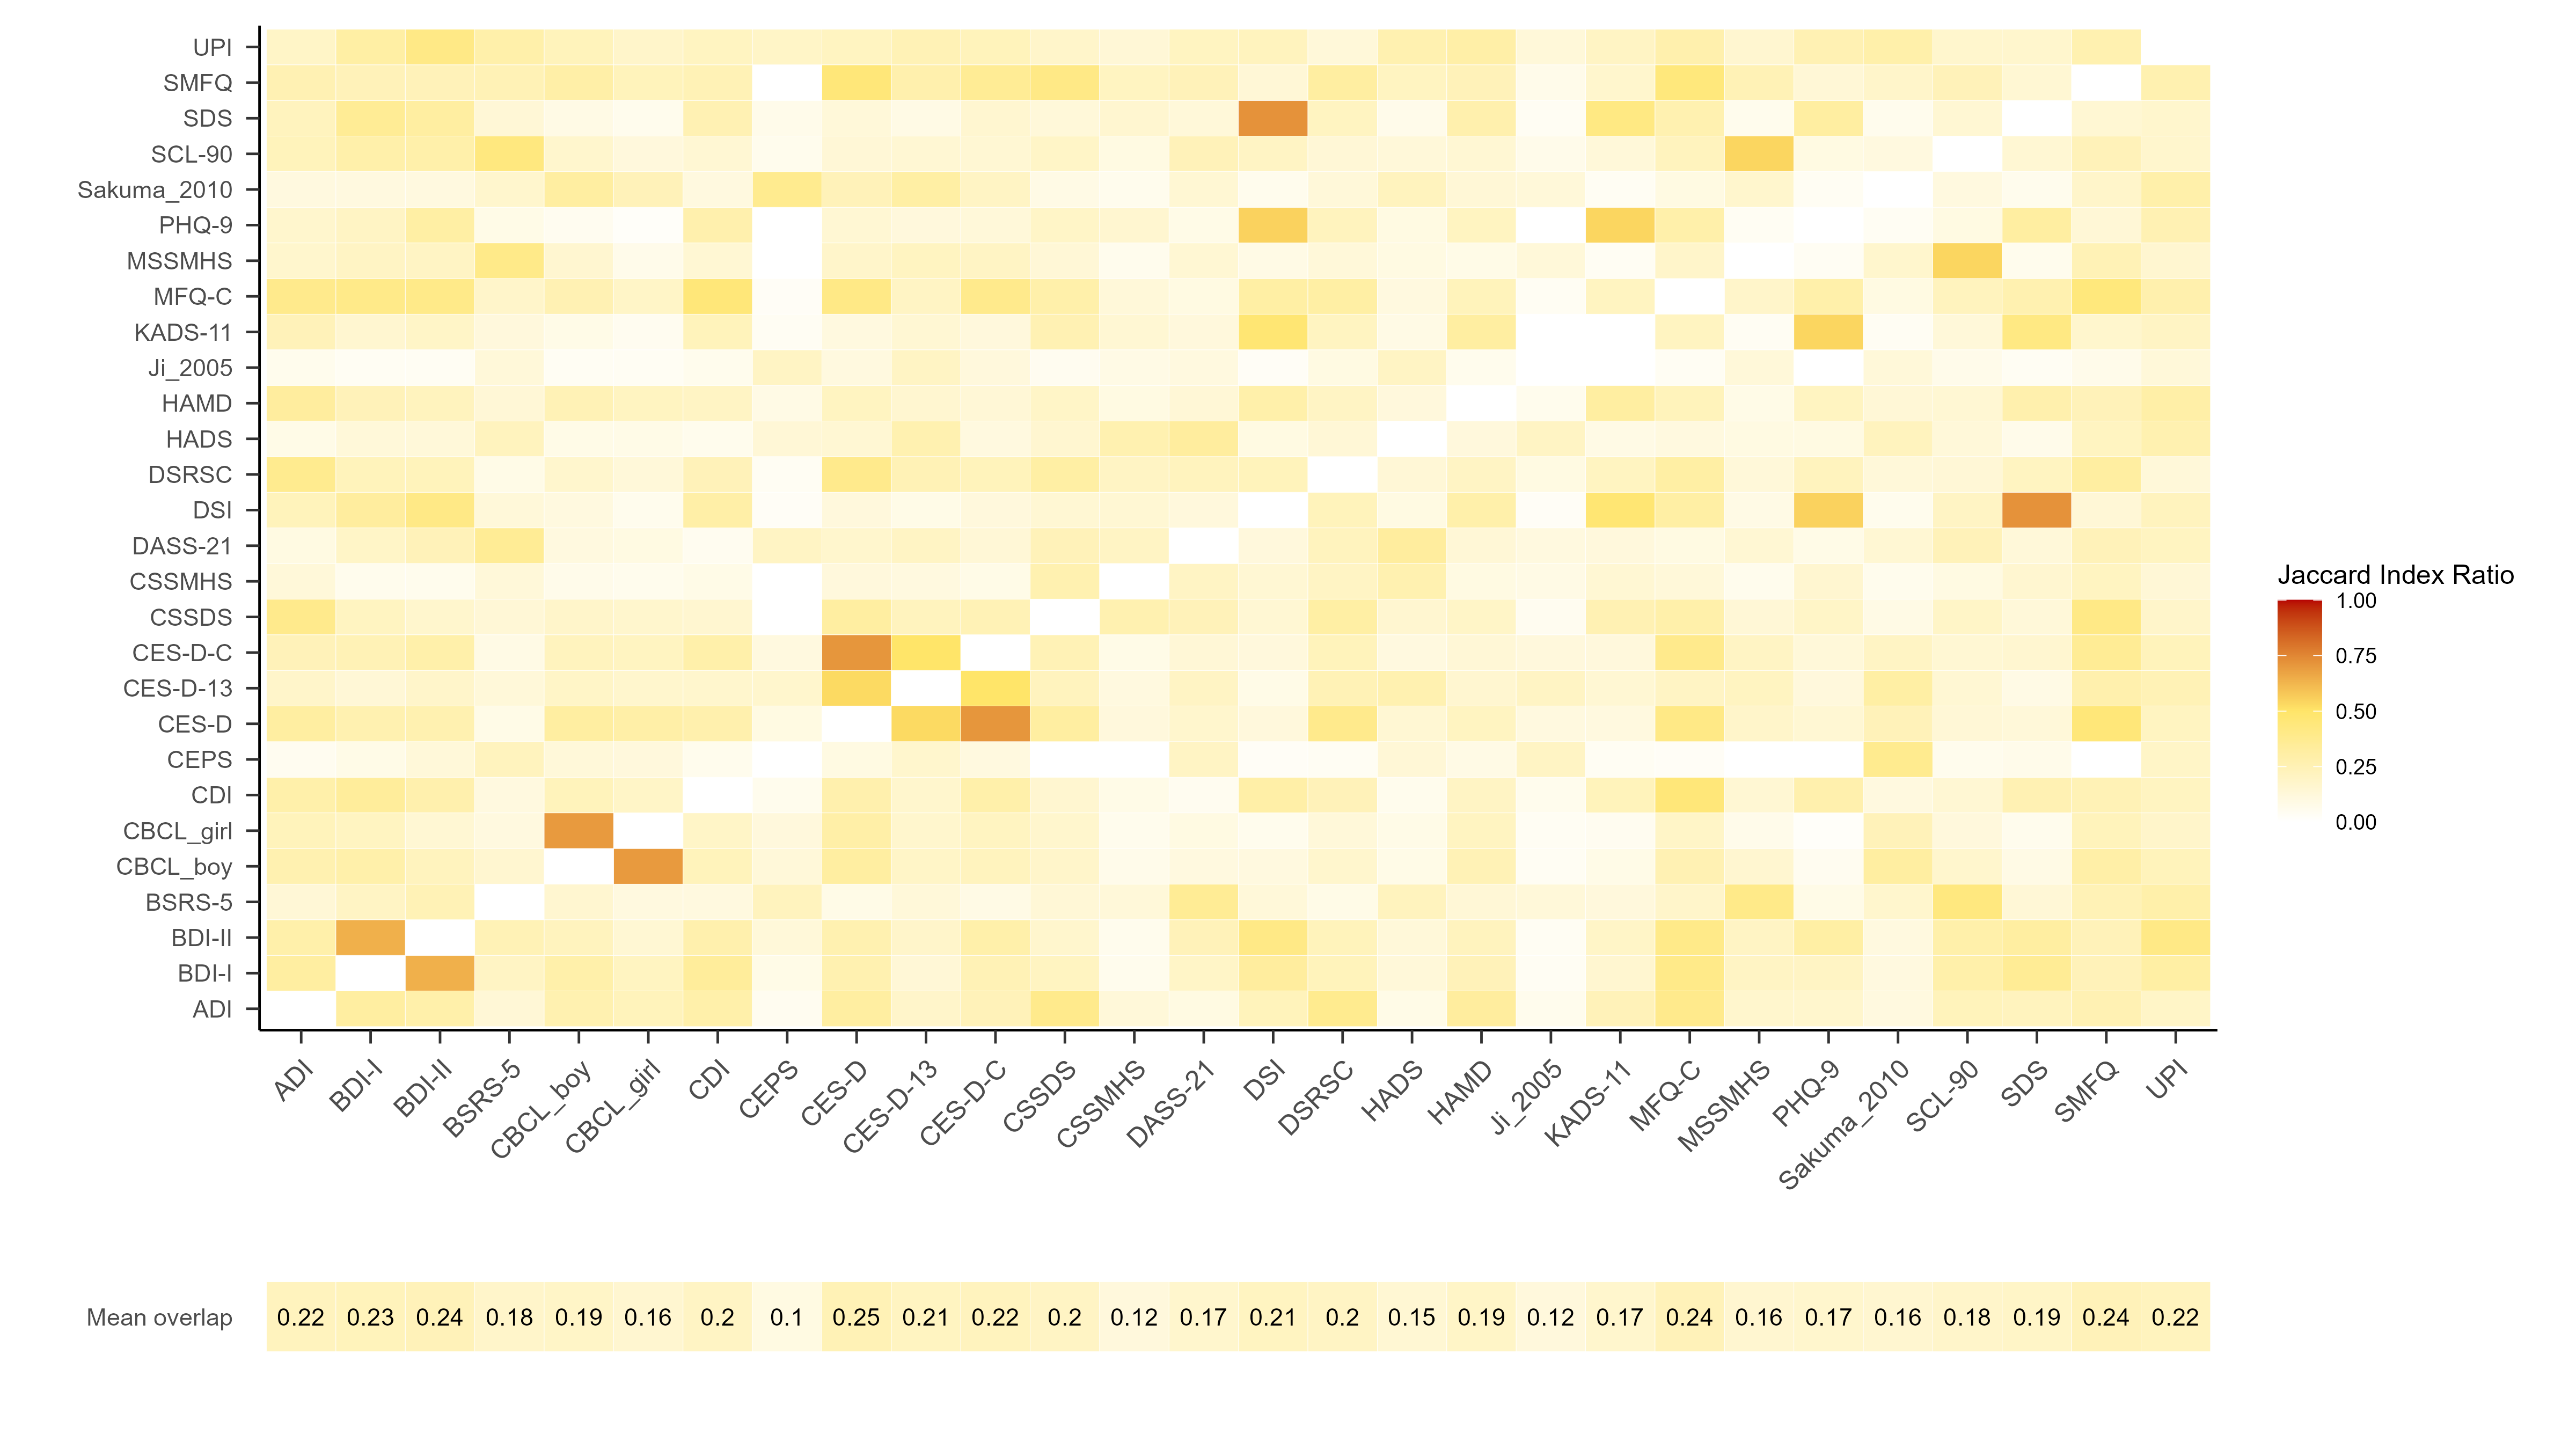 UPI
SMFQ
SDS
SCL-90
Sakuma_2010
PHQ-9
MSSMHS
MFQ-C
KADS-11
Ji_2005
HAMD
HADS
DSRSC
DSI
DASS-21
CSSMHS
CSSDS
CES-D-C
CES-D-13
CES-D
CEPS
CDI
CBCL_girl
CBCL_boy
BSRS-5
BDI-II
BDI-I
ADI
ADI BDI-I BDI-II BSRS-5 CBCL_boy CBCL_girl CDI CEPS CES-D CES-D-13 CES-D-C CSSDS CSSMHS DASS-21 DSI DSRSC HADS HAMD Ji_2005 KADS-11 MFQ-C MSSMHS PHQ-9 Sakuma_2010 SCL-90 SDS SMFQ UPI
Jaccard Index Ratio
1.00
0.75
0.50
0.25
0.00
Mean overlap 0.22 0.23 0.24 0.18 0.19 0.16 0.2 0.1 0.25 0.21 0.22 0.2 0.12 0.17 0.21 0.2 0.15 0.19 0.12 0.17 0.24 0.16 0.17 0.16 0.18 0.19 0.24 0.22